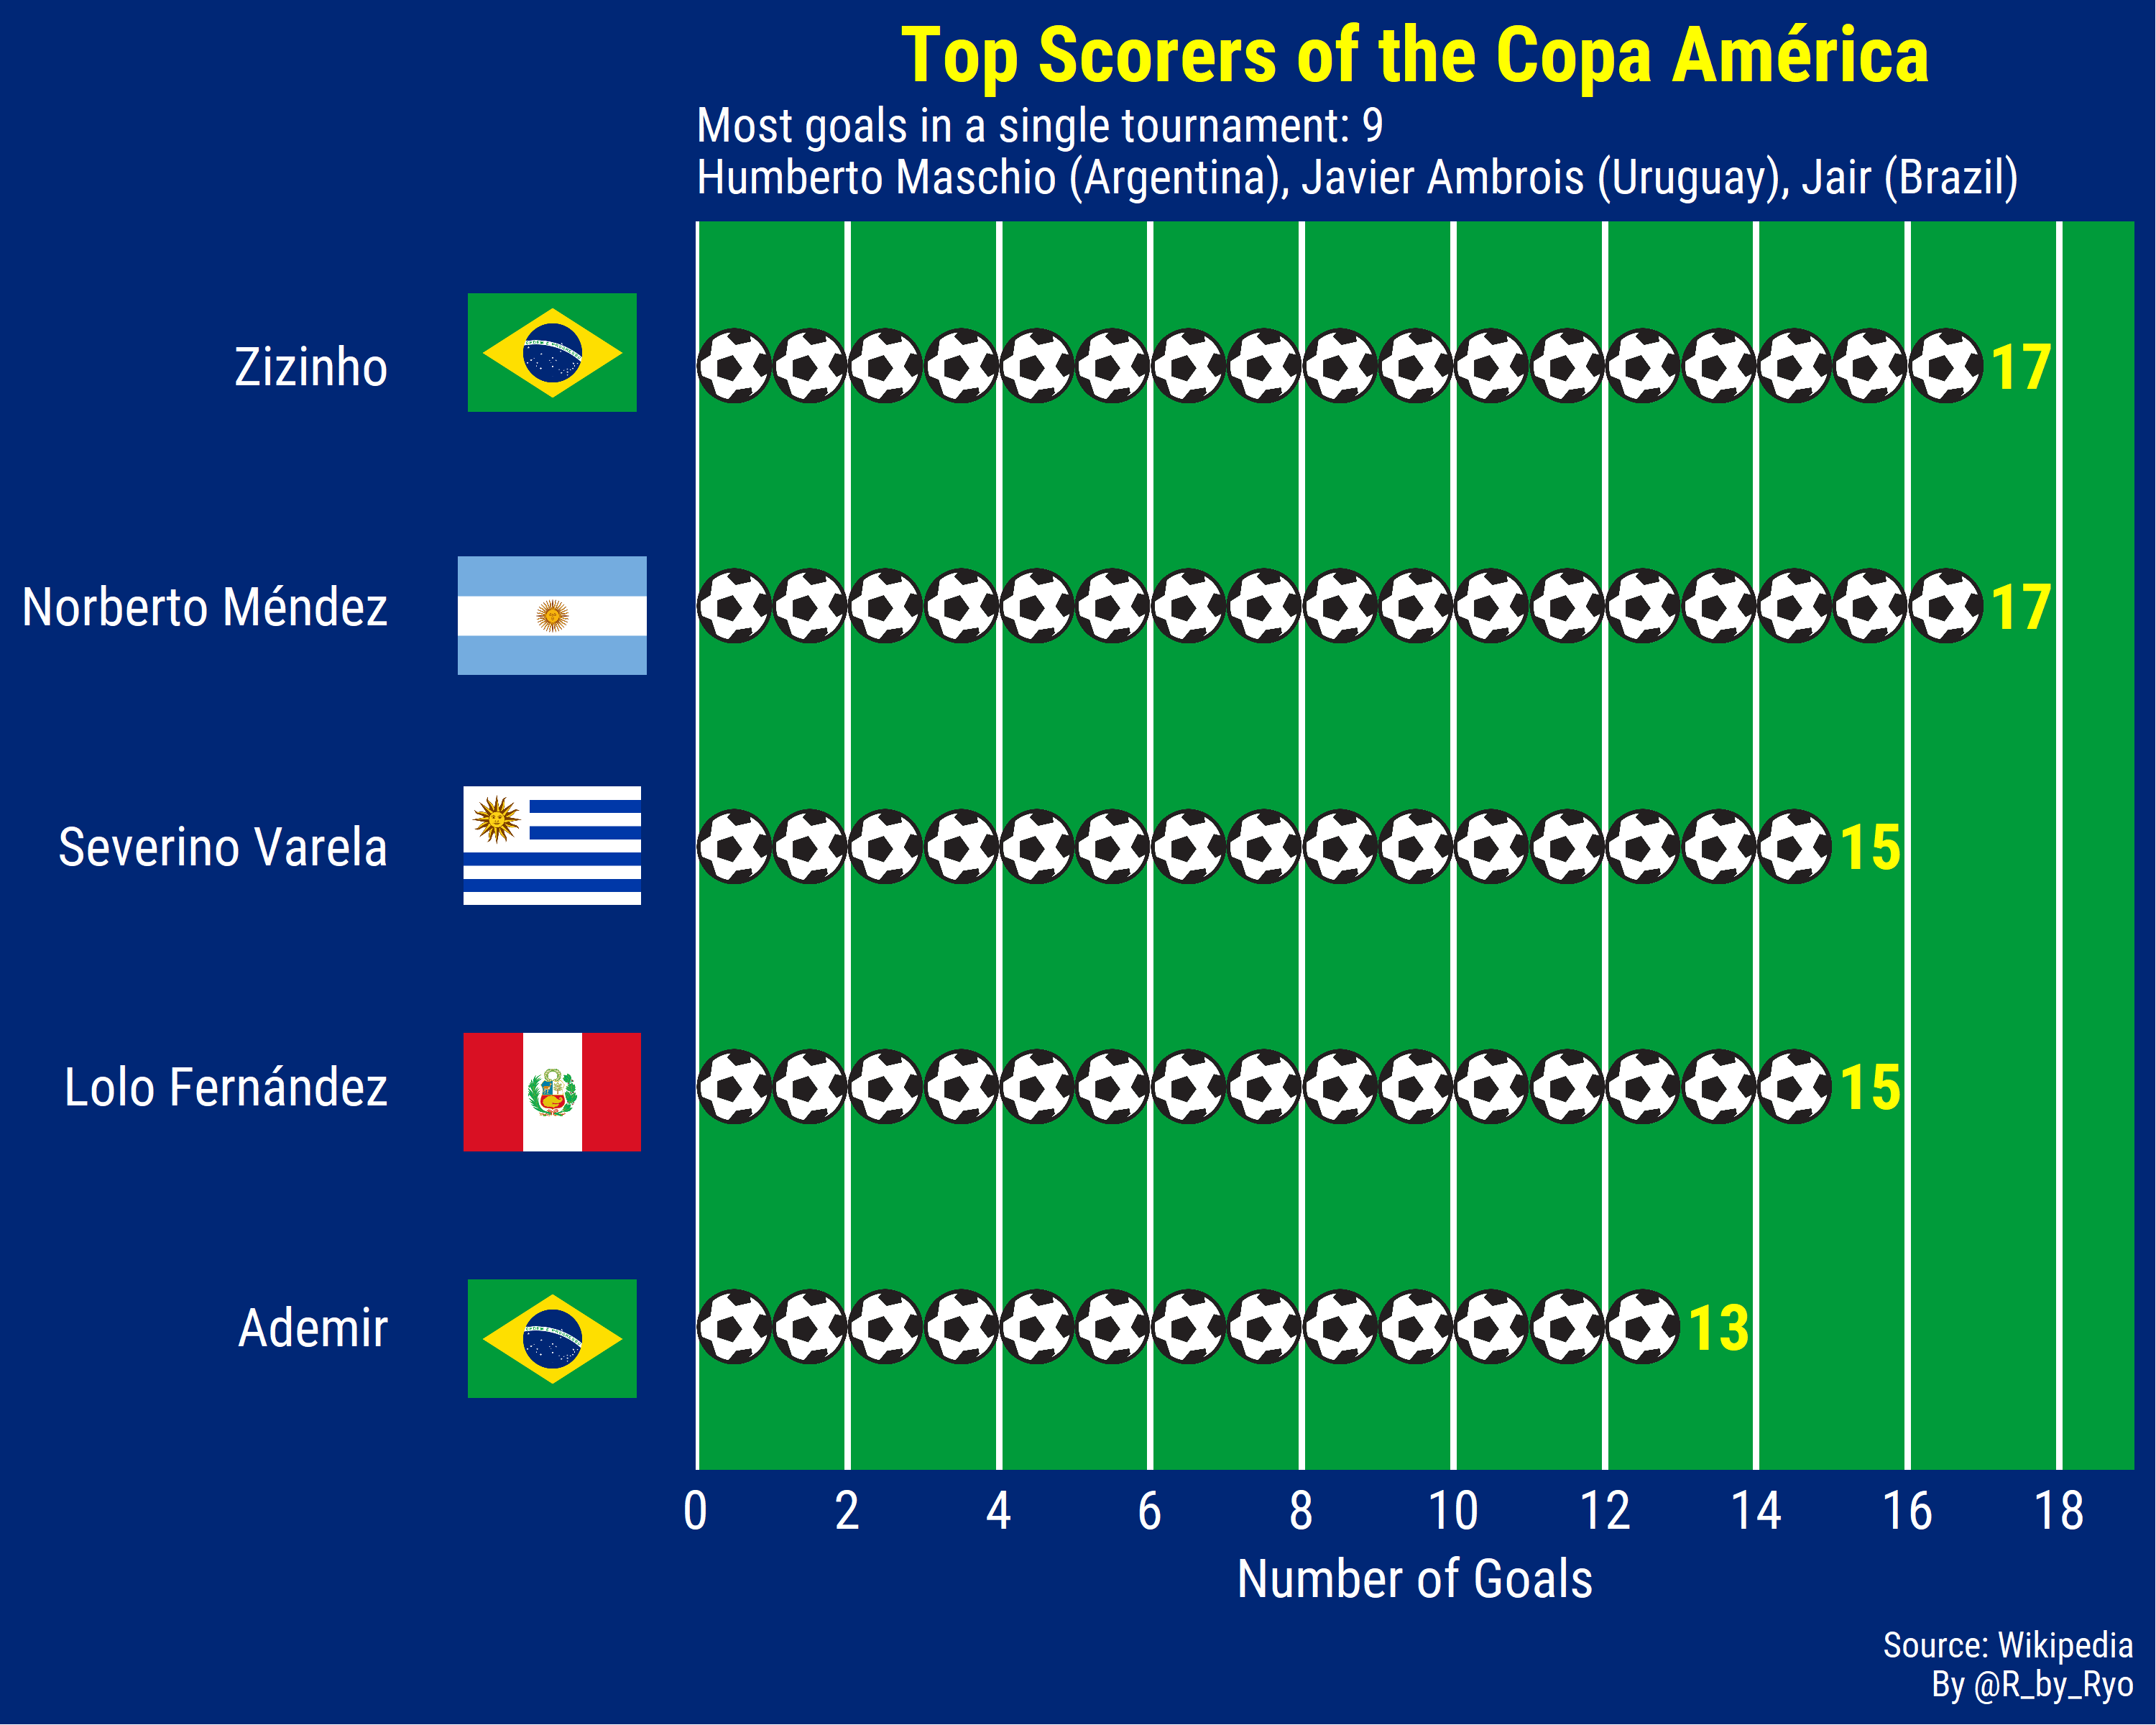 Top Scorers of the Copa América
Most goals in a single tournament: 9
Humberto Maschio (Argentina), Javier Ambrois (Uruguay), Jair (Brazil)
Zizinho
17
Norberto Méndez
17
Severino Varela
15
Lolo Fernández
15
Ademir
13
0 2 4 6 8 10 12 14 16 18
Number of Goals
Source: Wikipedia
By @R_by_Ryo